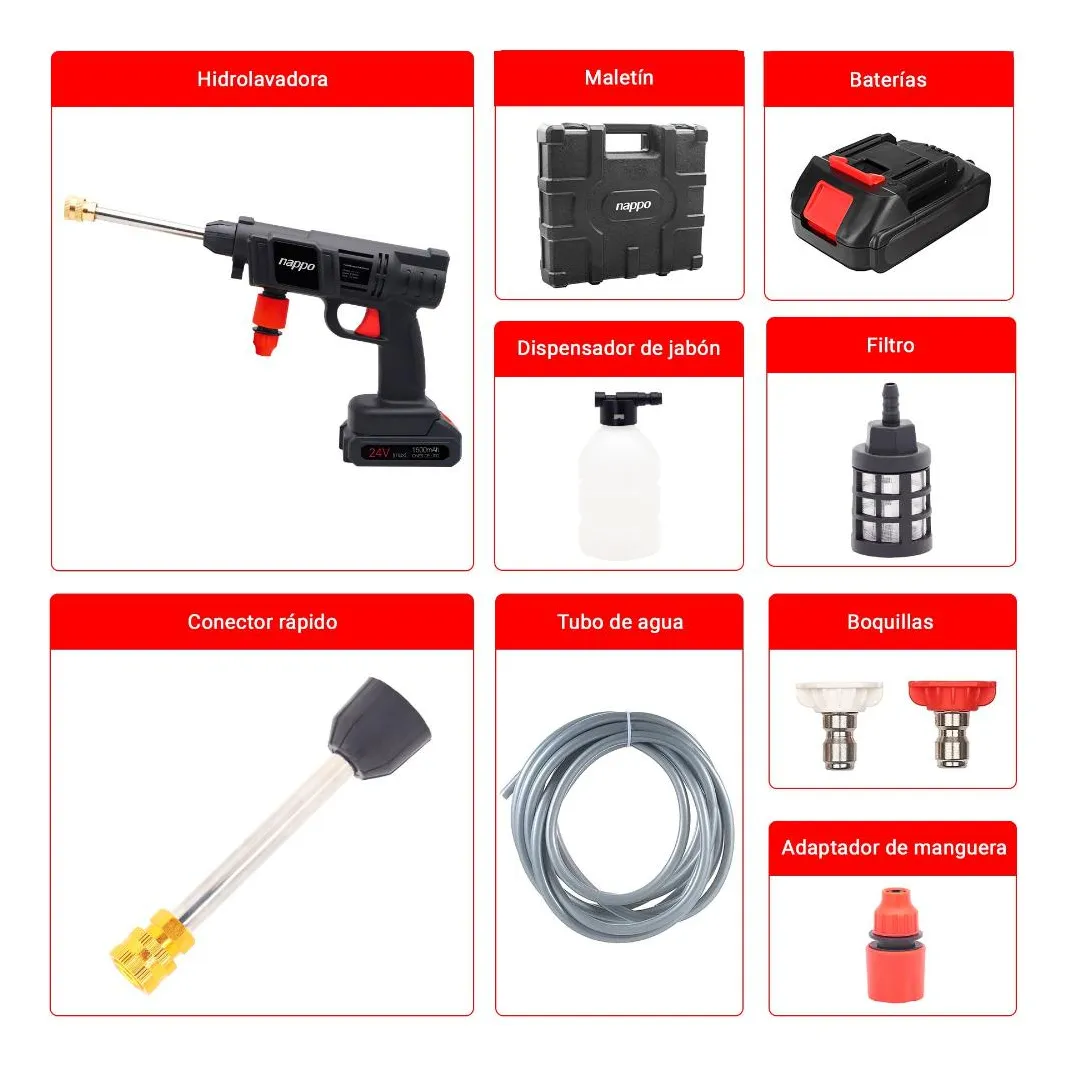 Hidrolavadora
Maletín
Baterías
nappo
nappo
24V
1500mAh
Dispensador de jabón
Filtro
Conector rápido
Tubo de agua
Boquillas
Adaptador de manguera